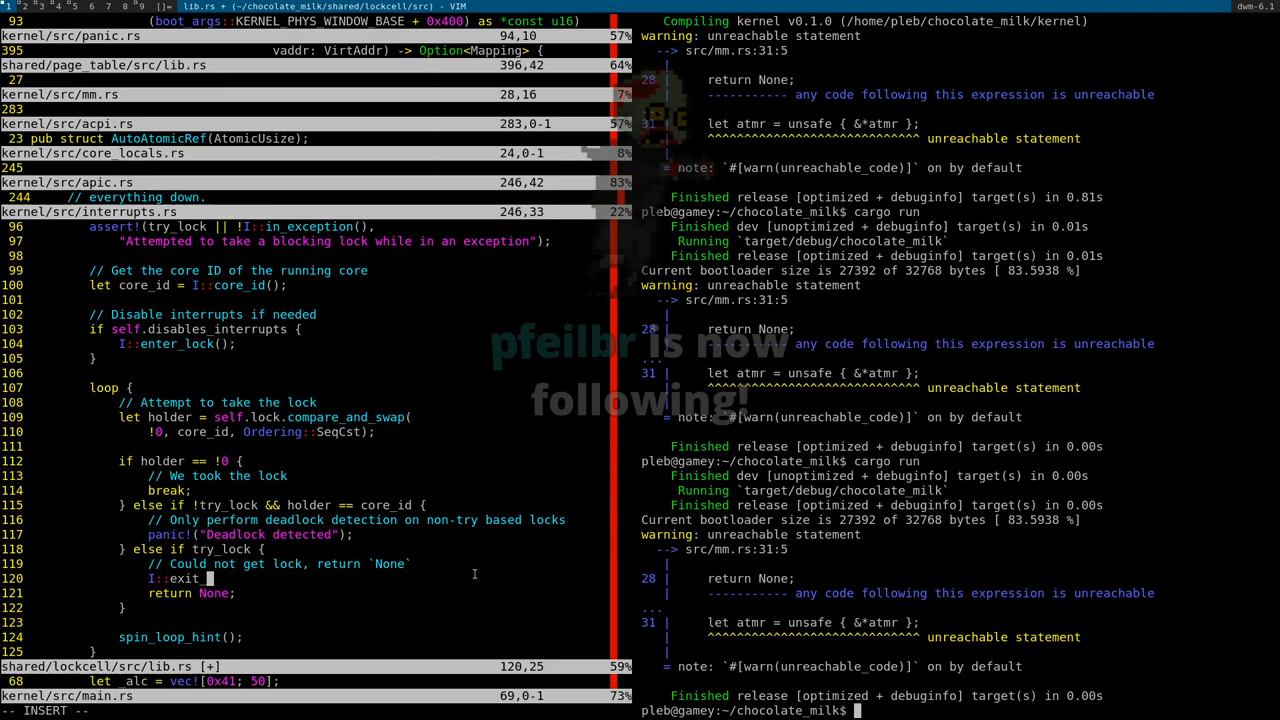 1 2 3 4 5 6 7 8 9 []= lib.rs + (~/chocolate_milk/shared/lockcell/src) - VIM dwm-6.1
93 (boot_args::KERNEL_PHYS_WINDOW_BASE + 0x400) as *const u16)
kernel/src/panic.rs 94,10 57%
395 vaddr: VirtAddr) -> Option<Mapping> {
shared/page_table/src/lib.rs 396,42 64%
27
kernel/src/mm.rs 28,16 7%
283
kernel/src/acpi.rs 283,0-1 57%
23 pub struct AutoAtomicRef(AtomicUsize);
kernel/src/core_locals.rs 24,0-1 8%
245
kernel/src/apic.rs 246,42 83%
244 // everything down.
kernel/src/interrupts.rs 246,33 22%
96 assert!(try_lock || !I::in_exception(),
97 "Attempted to take a blocking lock while in an exception");
98
99 // Get the core ID of the running core
100 let core_id = I::core_id();
101
102 // Disable interrupts if needed
103 if self.disables_interrupts {
104 I::enter_lock();
105 }
106
107 loop {
108 // Attempt to take the lock
109 let holder = self.lock.compare_and_swap(
110 !0, core_id, Ordering::SeqCst);
111
112 if holder == !0 {
113 // We took the lock
114 break;
115 } else if !try_lock && holder == core_id {
116 // Only perform deadlock detection on non-try based locks
117 panic!("Deadlock detected");
118 } else if try_lock {
119 // Could not get lock, return `None`
120 I::exit_
121 return None;
122 }
123
124 spin_loop_hint();
125 }
shared/lockcell/src/lib.rs [+] 120,25 59%
68 let _alc = vec![0x41; 50];
kernel/src/main.rs 69,0-1 73%
-- INSERT --
Compiling kernel v0.1.0 (/home/pleb/chocolate_milk/kernel)
warning: unreachable statement
--> src/mm.rs:31:5
|
28 | return None;
| ----------- any code following this expression is unreachable
...
31 | let atmr = unsafe { &*atmr };
| ^^^^^^^^^^^^^^^^^^^^^^^^^^^^^ unreachable statement
|
= note: `#[warn(unreachable_code)]` on by default
Finished release [optimized + debuginfo] target(s) in 0.81s
pleb@gamey:~/chocolate_milk$ cargo run
Finished dev [unoptimized + debuginfo] target(s) in 0.01s
Running `target/debug/chocolate_milk`
Finished release [optimized + debuginfo] target(s) in 0.01s
Current bootloader size is 27392 of 32768 bytes [ 83.5938 %]
warning: unreachable statement
--> src/mm.rs:31:5
|
28 | return None;
| ----------- any code following this expression is unreachable
...
31 | let atmr = unsafe { &*atmr };
| ^^^^^^^^^^^^^^^^^^^^^^^^^^^^^ unreachable statement
|
= note: `#[warn(unreachable_code)]` on by default
Finished release [optimized + debuginfo] target(s) in 0.00s
pleb@gamey:~/chocolate_milk$ cargo run
Finished dev [unoptimized + debuginfo] target(s) in 0.00s
Running `target/debug/chocolate_milk`
Finished release [optimized + debuginfo] target(s) in 0.00s
Current bootloader size is 27392 of 32768 bytes [ 83.5938 %]
warning: unreachable statement
--> src/mm.rs:31:5
|
28 | return None;
| ----------- any code following this expression is unreachable
...
31 | let atmr = unsafe { &*atmr };
| ^^^^^^^^^^^^^^^^^^^^^^^^^^^^^ unreachable statement
|
= note: `#[warn(unreachable_code)]` on by default
Finished release [optimized + debuginfo] target(s) in 0.00s
pleb@gamey:~/chocolate_milk$
pfeilbr is now
following!